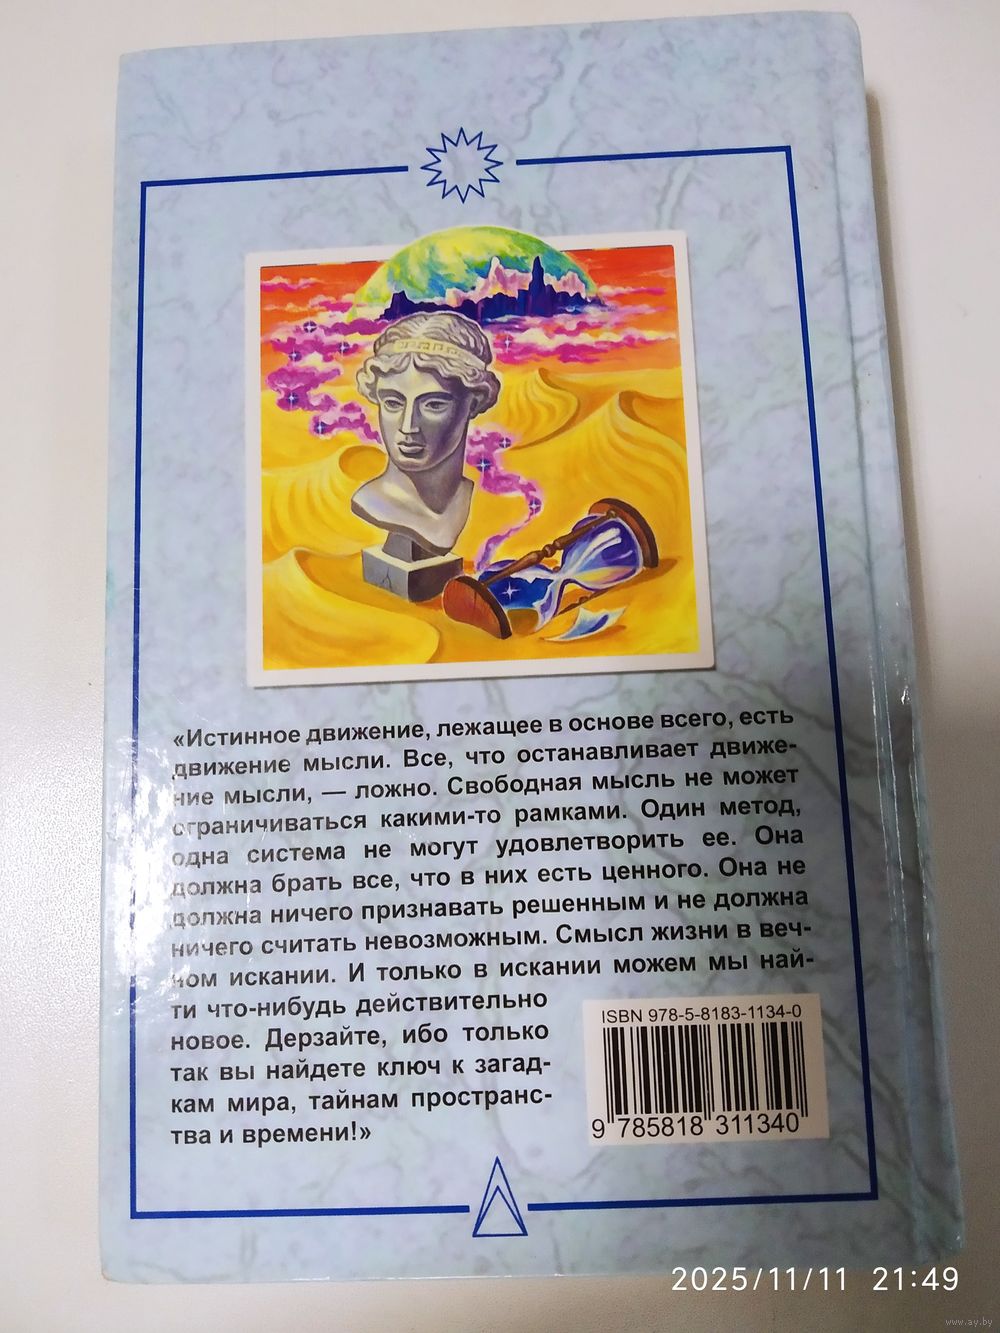 «Истинное движение, лежащее в основе всего, есть
движение мысли. Все, что останавливает движе-
ние мысли, — ложно. Свободная мысль не может
ограничиваться какими-то рамками. Один метод,
одна система не могут удовлетворить ее. Она
должна брать все, что в них есть ценного. Она не
должна ничего признавать решенным и не должна
ничего считать невозможным. Смысл жизни в веч-
ном искании. И только в искании можем мы най-
ти что-нибудь действительно
новое. Дерзайте, ибо только
так вы найдете ключ к загад-
кам мира, тайнам пространс-
тва и времени!»
ISBN 978-5-8183-1134-0
9 785818 311340
2025/11/11 21:49
www.ay.by